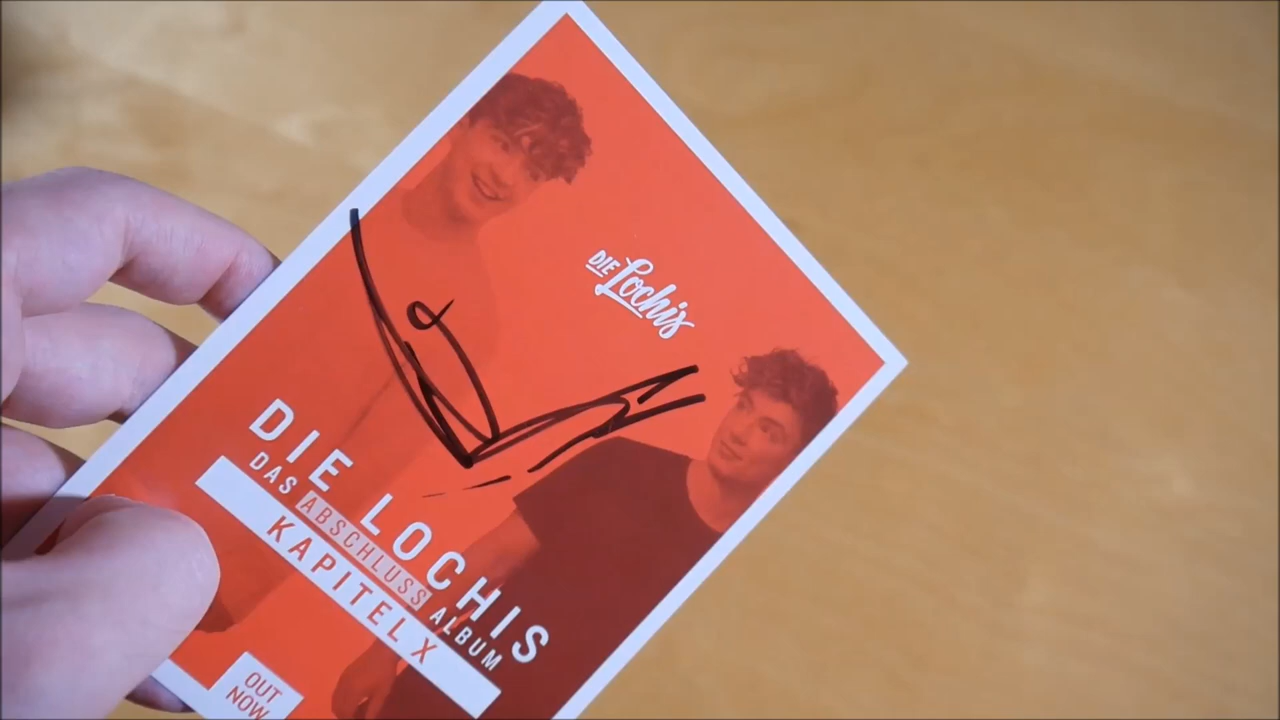 DIE
Lochis
DIE LOCHIS
DAS ABSCHLUSS ALBUM
KAPITEL X
OUT
NOW